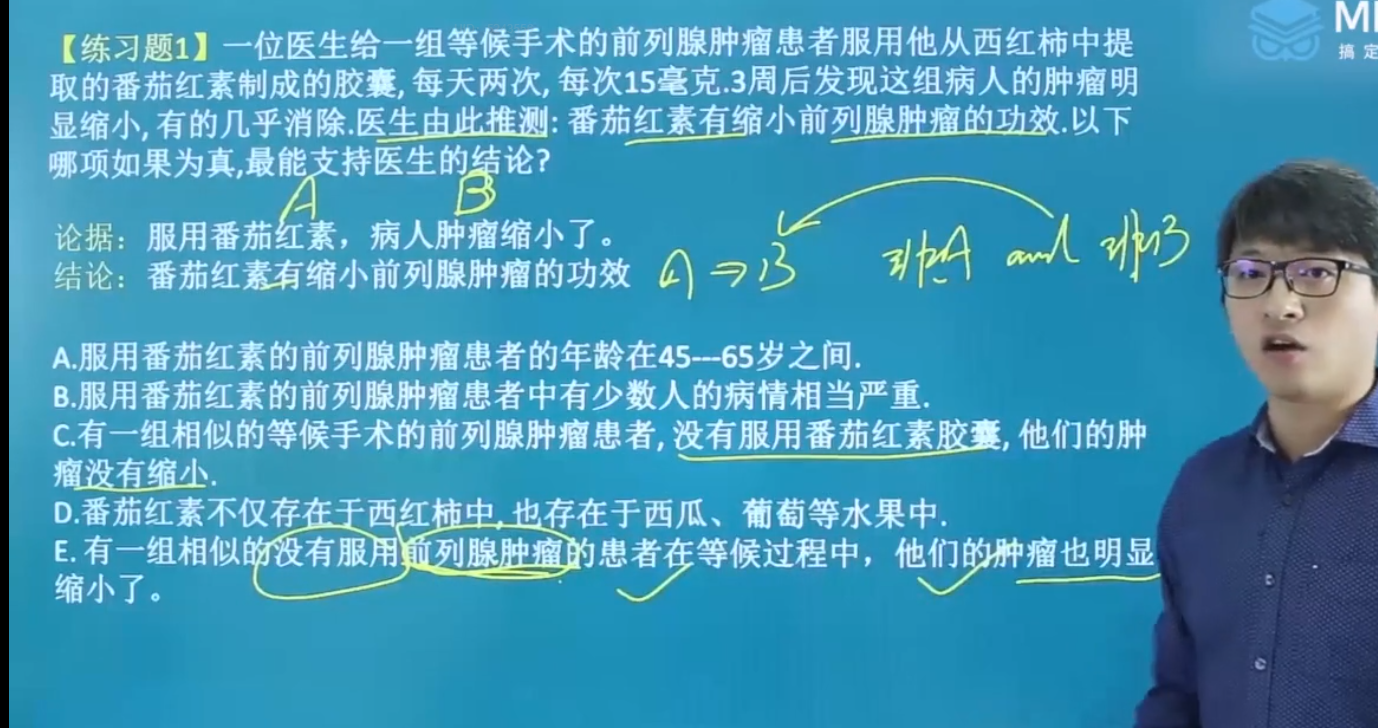 MI
搞定
【练习题1】一位医生给一组等候手术的前列腺肿瘤患者服用他从西红柿中提
取的番茄红素制成的胶囊,每天两次,每次15毫克.3周后发现这组病人的肿瘤明
显缩小,有的几乎消除.医生由此推测:番茄红素有缩小前列腺肿瘤的功效.以下
哪项如果为真,最能支持医生的结论?
A B
论据：服用番茄红素，病人肿瘤缩小了。
结论：番茄红素有缩小前列腺肿瘤的功效
A⇒B 非A and 非B
A.服用番茄红素的前列腺肿瘤患者的年龄在45---65岁之间.
B.服用番茄红素的前列腺肿瘤患者中有少数人的病情相当严重.
C.有一组相似的等候手术的前列腺肿瘤患者,没有服用番茄红素胶囊,他们的肿
瘤没有缩小.
D.番茄红素不仅存在于西红柿中,也存在于西瓜、葡萄等水果中.
E.有一组相似的没有服用前列腺肿瘤的患者在等候过程中，他们的肿瘤也明显
缩小了。